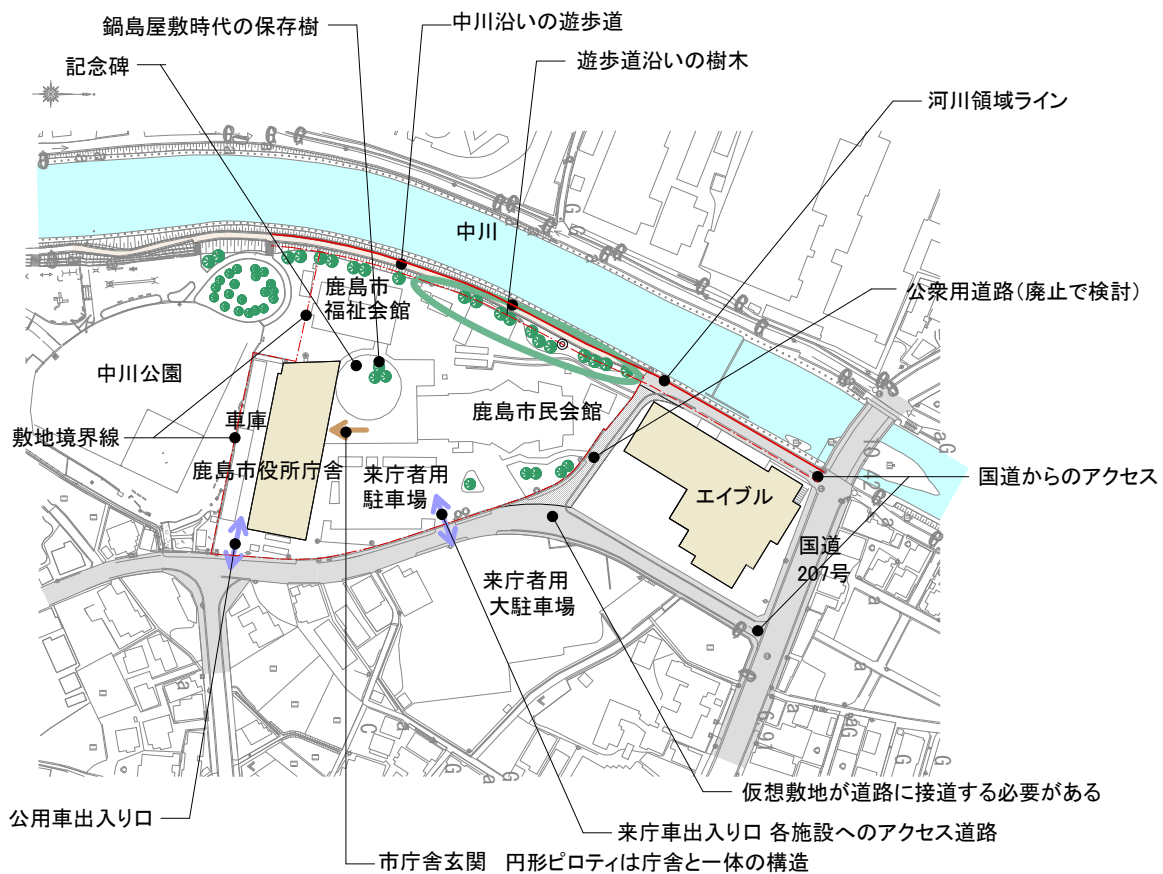 鍋島屋敷時代の保存樹
中川沿いの遊歩道
記念碑
遊歩道沿いの樹木
河川領域ライン
中川
鹿島市
福祉会館
公衆用道路（廃止で検討）
中川公園
鹿島市民会館
敷地境界線
車庫
鹿島市役所庁舎
来庁者用
駐車場
国道からのアクセス
エイブル
国道
207号
来庁者用
大駐車場
仮想敷地が道路に接道する必要がある
公用車出入り口
来庁車出入り口 各施設へのアクセス道路
市庁舎玄関 円形ピロティは庁舎と一体の構造